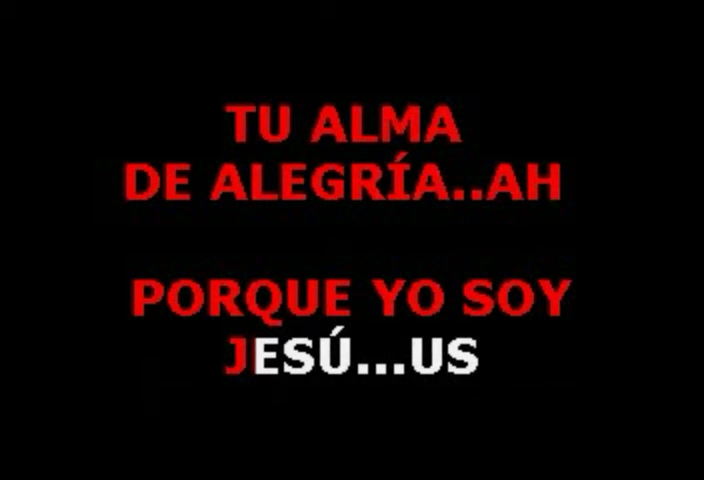 TU ALMA
DE ALEGRÍA..AH
PORQUE YO SOY
JESÚ...US